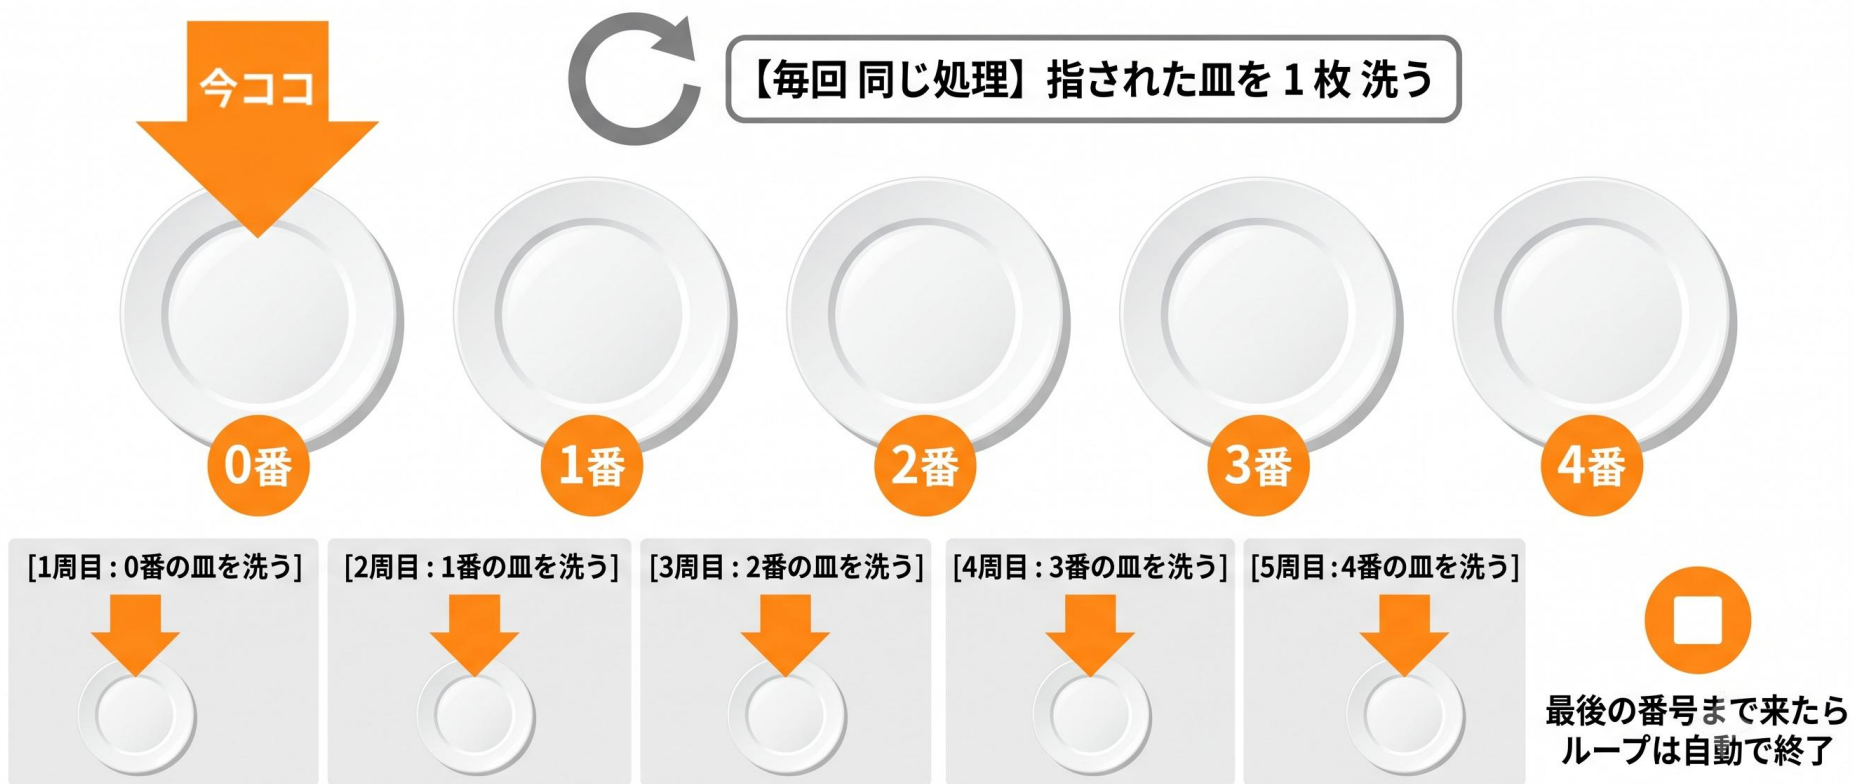 今ココ
【毎回 同じ処理】指された皿を 1 枚 洗う
0番
1番
2番
3番
4番
[1周目 : 0番の皿を洗う]
[2周目 : 1番の皿を洗う]
[3周目 : 2番の皿を洗う]
[4周目 : 3番の皿を洗う]
[5周目 : 4番の皿を洗う]
最後の番号まで来たら
ループは自動で終了